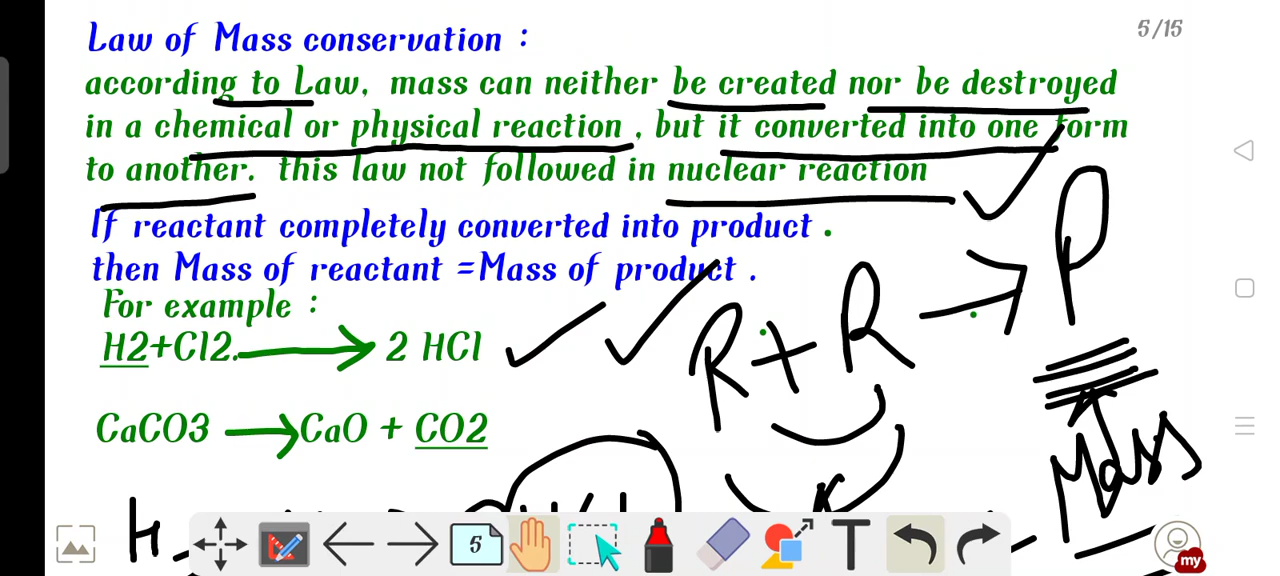 5/15
Law of Mass conservation :
according to Law, mass can neither be created nor be destroyed
in a chemical or physical reaction , but it converted into one form
to another. this law not followed in nuclear reaction
If reactant completely converted into product .
then Mass of reactant =Mass of product .
For example :
H2+Cl2. → 2 HCl
R + R → P
CaCO3 → CaO + CO2
Mass
H
5
T
my